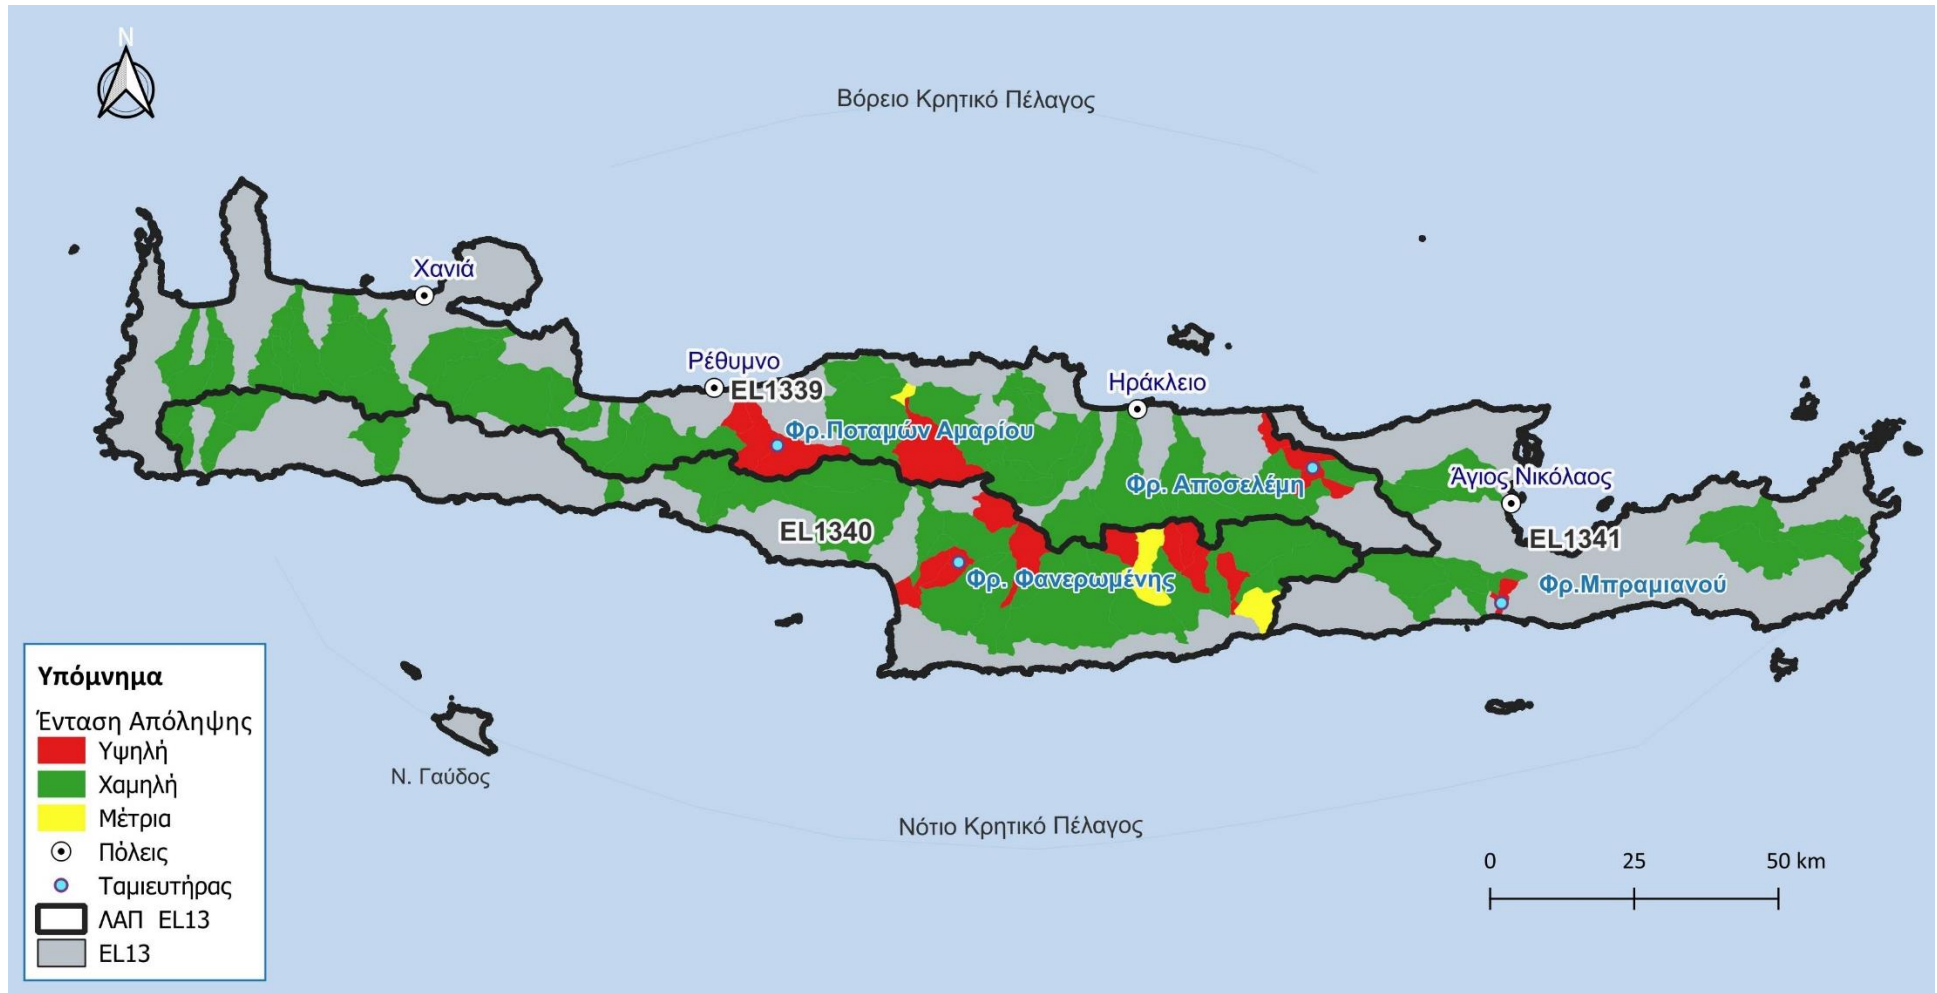 N
Βόρειο Κρητικό Πέλαγος
Χανιά
Ρέθυμνο
EL1339
Ηράκλειο
Φρ.Ποταμών Αμαρίου
Φρ. Αποσελέμη
Άγιος Νικόλαος
EL1340
EL1341
Φρ. Φανερωμένης
Φρ.Μπραμιανού
Υπόμνημα
Ένταση Απόληψης
Υψηλή
Χαμηλή
Μέτρια
Πόλεις
Ταμιευτήρας
ΛΑΠ EL13
EL13
Ν. Γαύδος
Νότιο Κρητικό Πέλαγος
0 25 50 km